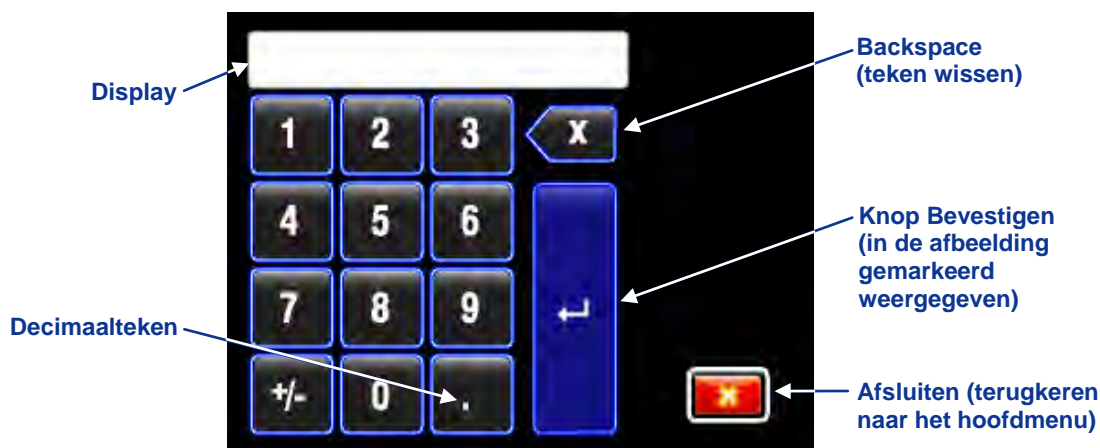 Display
Backspace
(teken wissen)
1 2 3 X
4 5 6
Knop Bevestigen
(in de afbeelding
gemarkeerd
weergegeven)
7 8 9 ↵
Decimaalteken
+/- 0 .
x
Afsluiten (terugkeren
naar het hoofdmenu)